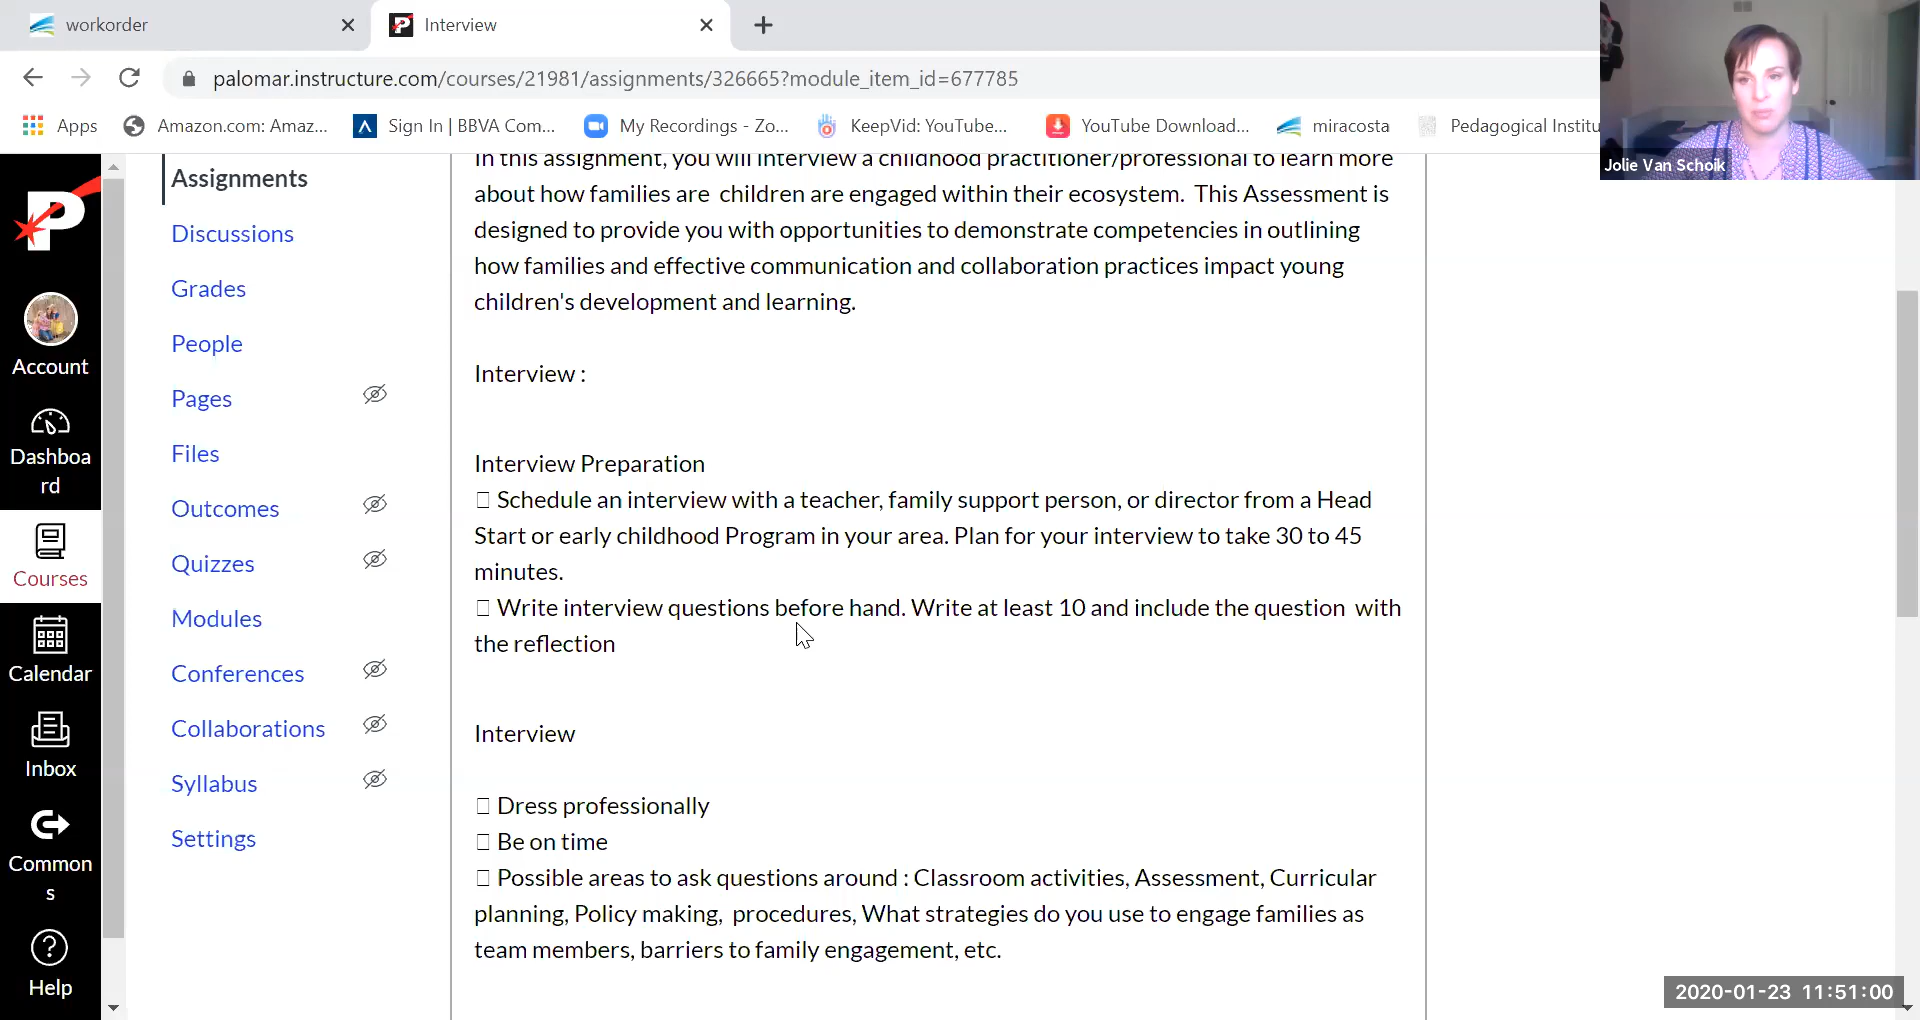 workorder
Interview
palomar.instructure.com/courses/21981/assignments/326665?module_item_id=677785
Apps
Amazon.com: Amaz...
Sign In | BBVA Com...
My Recordings - Zo...
KeepVid: YouTube...
YouTube Download...
miracosta
Pedagogical Institu
Jolie Van Schoik
P
Account
Dashboa
rd
Courses
Calendar
Inbox
Common
s
Help
Assignments
Discussions
Grades
People
Pages
Files
Outcomes
Quizzes
Modules
Conferences
Collaborations
Syllabus
Settings
In this assignment, you will interview a childhood practitioner/professional to learn more
about how families are  children are engaged within their ecosystem.  This Assessment is
designed to provide you with opportunities to demonstrate competencies in outlining
how families and effective communication and collaboration practices impact young
children's development and learning.
Interview :
Interview Preparation
Schedule an interview with a teacher, family support person, or director from a Head
Start or early childhood Program in your area. Plan for your interview to take 30 to 45
minutes.
Write interview questions before hand. Write at least 10 and include the question  with
the reflection
Interview
Dress professionally
Be on time
Possible areas to ask questions around : Classroom activities, Assessment, Curricular
planning, Policy making,  procedures, What strategies do you use to engage families as
team members, barriers to family engagement, etc.
2020-01-23 11:51:00